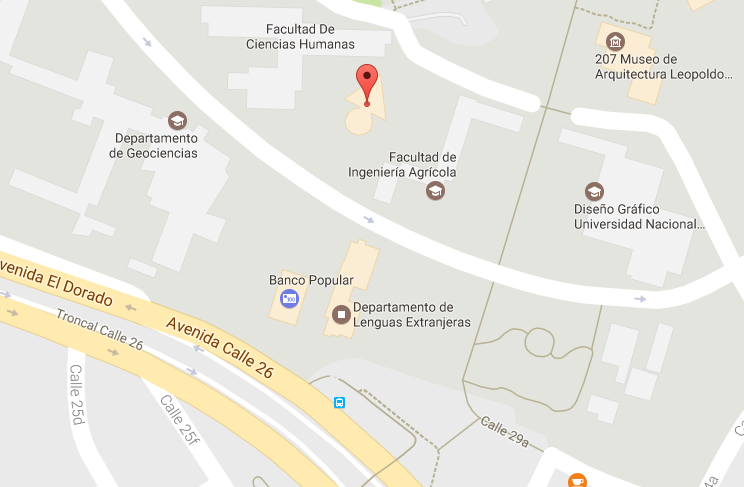 Facultad De
Ciencias Humanas
207 Museo de
Arquitectura Leopoldo...
Departamento
de Geociencias
Facultad de
Ingeniería Agrícola
Diseño Gráfico
Universidad Nacional...
Avenida El Dorado
Banco Popular
Departamento de
Lenguas Extranjeras
Troncal Calle 26
Avenida Calle 26
Calle 25d
Calle 25f
Calle 29a